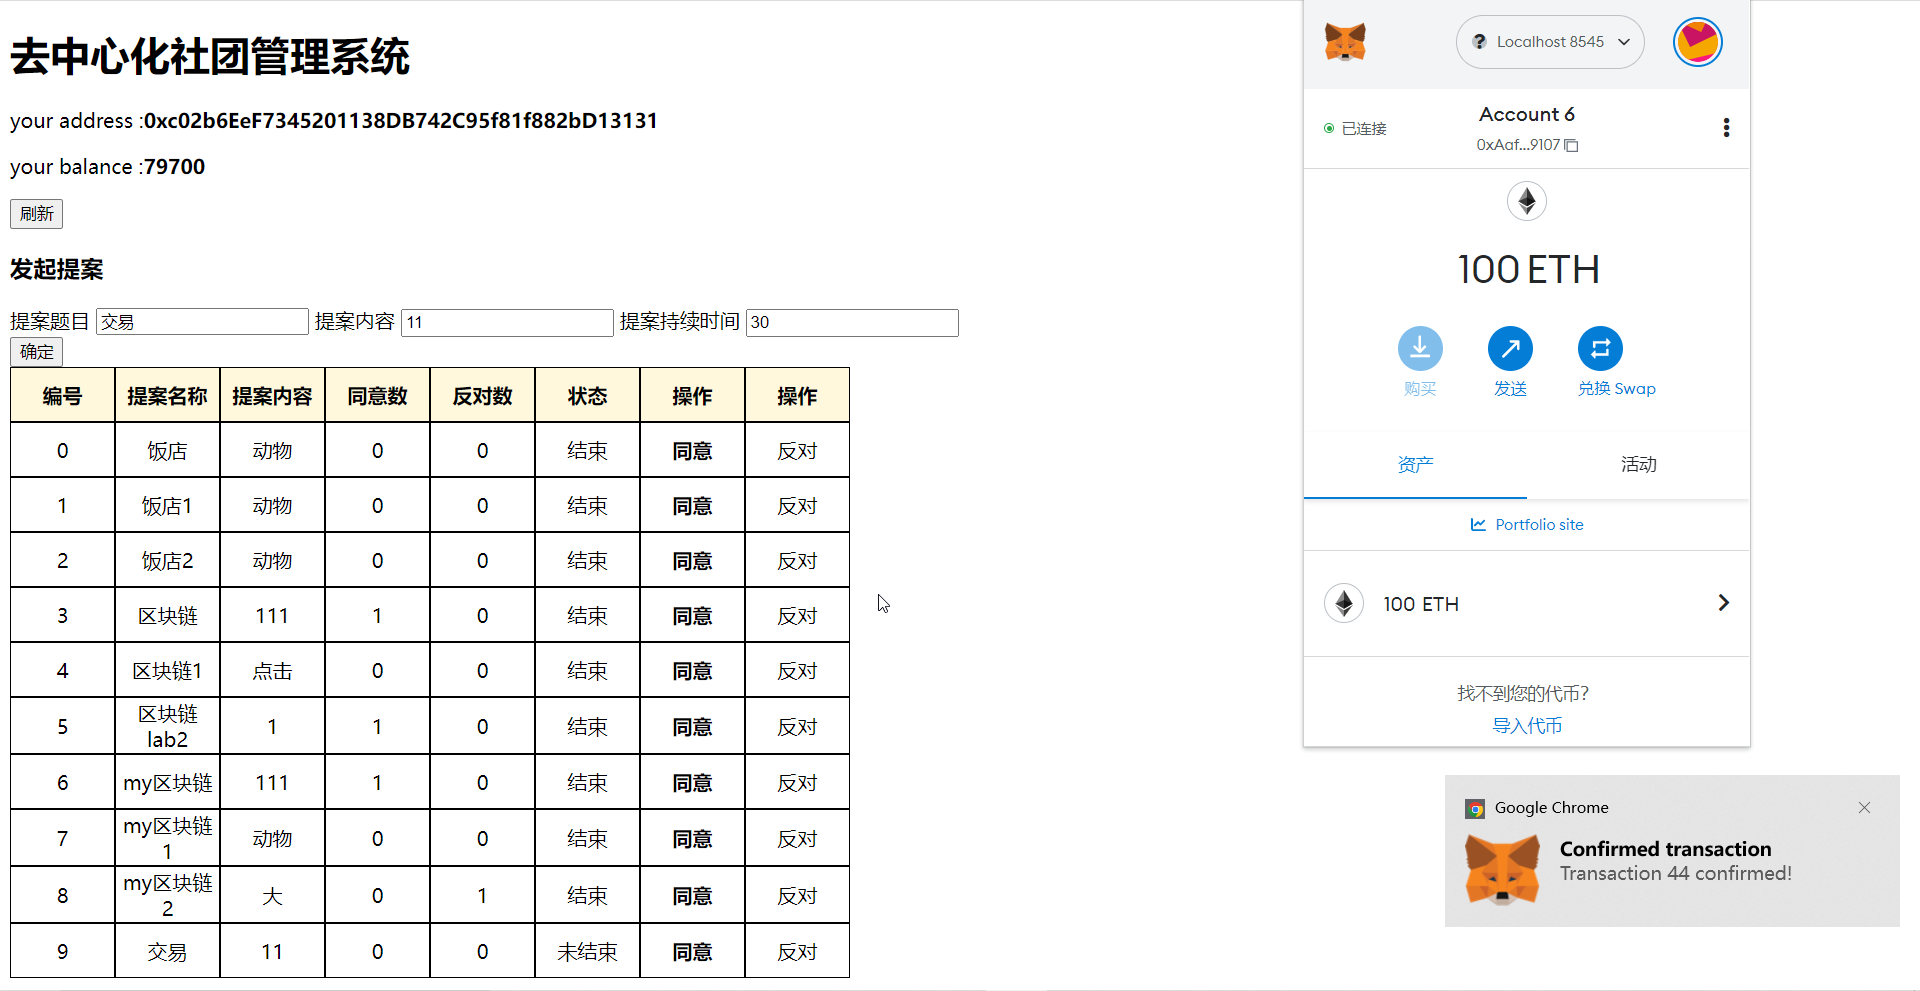 去中心化社团管理系统
your address :0xc02b6EeF7345201138DB742C95f81f882bD13131
your balance :79700
刷新
发起提案
提案题目 交易 提案内容 11 提案持续时间 30
确定
编号 提案名称 提案内容 同意数 反对数 状态 操作 操作
0 饭店 动物 0 0 结束 同意 反对
1 饭店1 动物 0 0 结束 同意 反对
2 饭店2 动物 0 0 结束 同意 反对
3 区块链 111 1 0 结束 同意 反对
4 区块链1 点击 0 0 结束 同意 反对
5 区块链lab2 1 1 0 结束 同意 反对
6 my区块链 111 1 0 结束 同意 反对
7 my区块链1 动物 0 0 结束 同意 反对
8 my区块链2 大 0 1 结束 同意 反对
9 交易 11 0 0 未结束 同意 反对
Localhost 8545
已连接
Account 6
0xAaf...9107
100 ETH
购买 发送 兑换 Swap
资产 活动
Portfolio site
100 ETH
找不到您的代币?
导入代币
Google Chrome
Confirmed transaction
Transaction 44 confirmed!